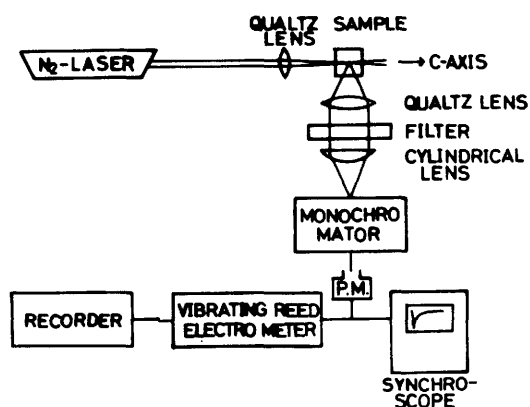 QUALTZ LENS
SAMPLE
N2-LASER
→C-AXIS
QUALTZ LENS
FILTER
CYLINDRICAL
LENS
MONOCHRO
MATOR
P.M.
RECORDER
VIBRATING REED
ELECTRO METER
SYNCHRO-
SCOPE